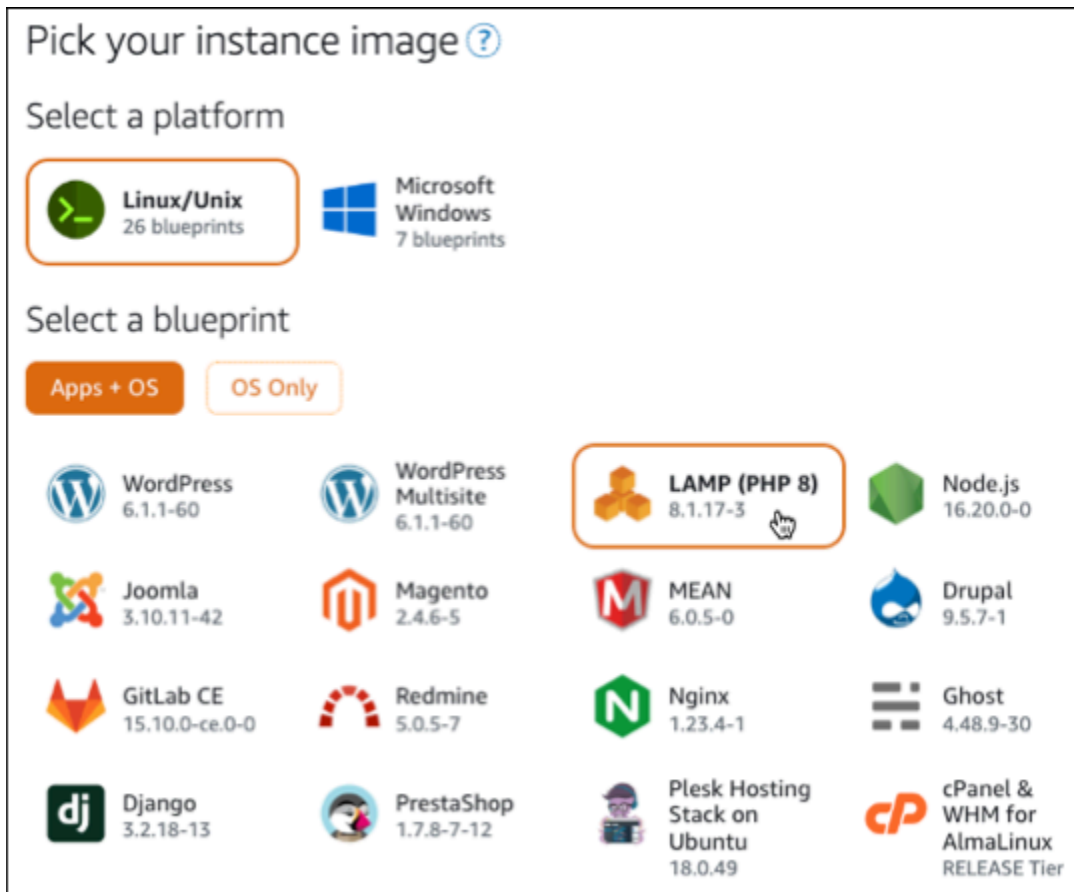 Pick your instance image ?
Select a platform
Linux/Unix
26 blueprints
Microsoft
Windows
7 blueprints
Select a blueprint
Apps + OS
OS Only
WordPress
6.1.1-60
WordPress
Multisite
6.1.1-60
LAMP (PHP 8)
8.1.17-3
Node.js
16.20.0-0
Joomla
3.10.11-42
Magento
2.4.6-5
MEAN
6.0.5-0
Drupal
9.5.7-1
GitLab CE
15.10.0-ce.0-0
Redmine
5.0.5-7
Nginx
1.23.4-1
Ghost
4.48.9-30
dj
Django
3.2.18-13
PrestaShop
1.7.8-7-12
Plesk Hosting
Stack on
Ubuntu
18.0.49
cP
cPanel &
WHM for
AlmaLinux
RELEASE Tier